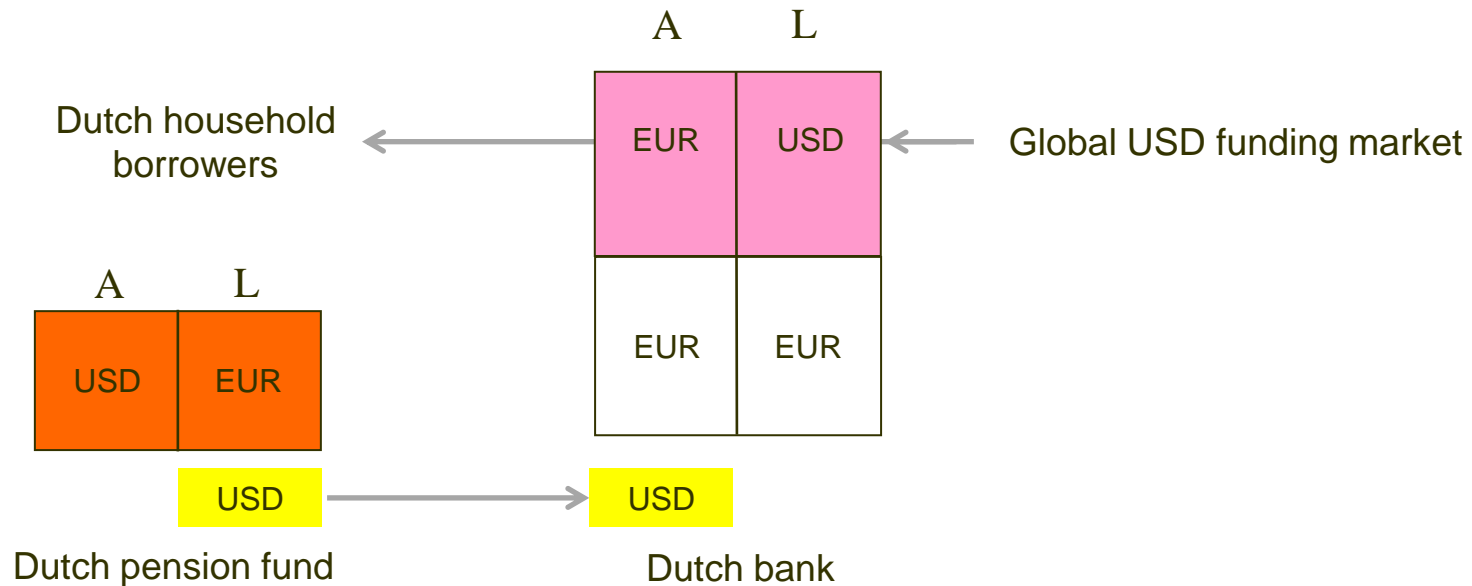 A L
Dutch household
borrowers
EUR USD
Global USD funding market
A L
EUR EUR
USD EUR
USD
USD
Dutch pension fund
Dutch bank